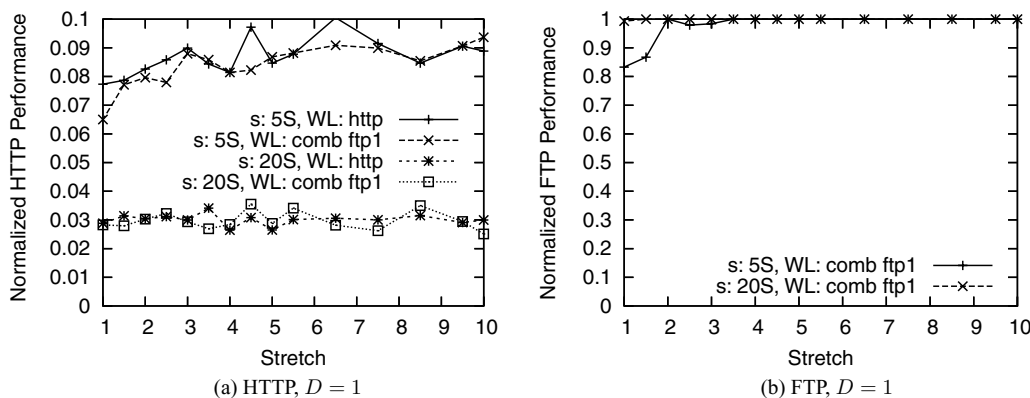 Normalized HTTP Performance
0.1
0.09
0.08
0.07
0.06
0.05
0.04
0.03
0.02
0.01
0
s: 5S, WL: http
s: 5S, WL: comb ftp1
s: 20S, WL: http
s: 20S, WL: comb ftp1
1 2 3 4 5 6 7 8 9 10
Stretch
(a) HTTP, D = 1
Normalized FTP Performance
1
0.9
0.8
0.7
0.6
0.5
0.4
0.3
0.2
0.1
0
s: 5S, WL: comb ftp1
s: 20S, WL: comb ftp1
1 2 3 4 5 6 7 8 9 10
Stretch
(b) FTP, D = 1